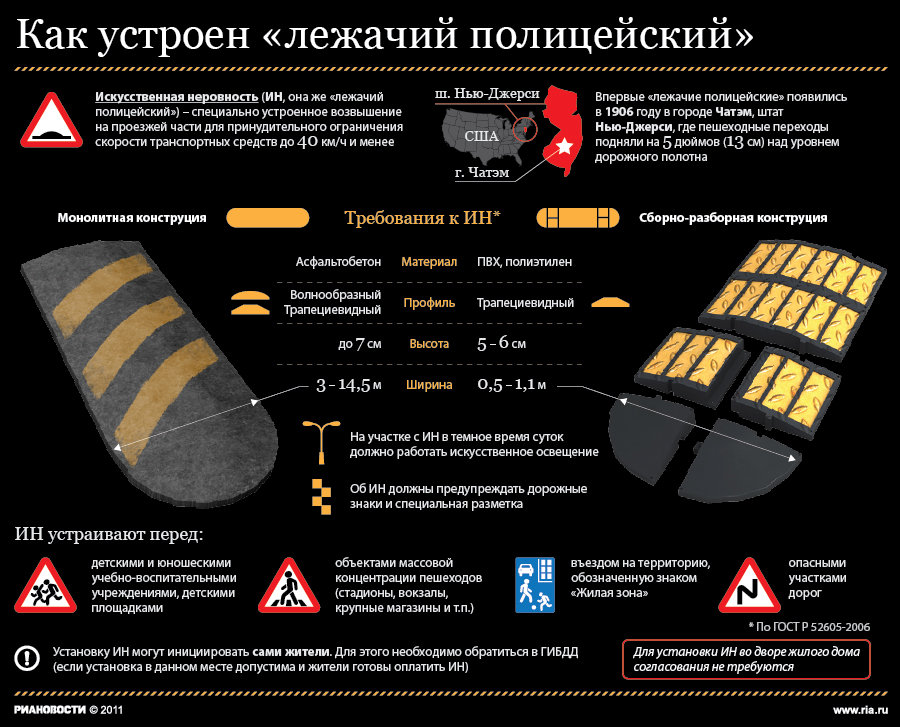 Как устроен «лежачий полицейский»
Искусственная неровность (ИН, она же «лежачий
полицейский») – специально устроенное возвышение
на проезжей части для принудительного ограничения
скорости транспортных средств до 40 км/ч и менее
ш. Нью-Джерси
США
г. Чатэм
Впервые «лежачие полицейские» появились
в 1906 году в городе Чатэм, штат
Нью-Джерси, где пешеходные переходы
подняли на 5 дюймов (13 см) над уровнем
дорожного полотна
Монолитная конструкция
Требования к ИН*
Сборно-разборная конструкция
Асфальтобетон Материал ПВХ, полиэтилен
Волнообразный
Трапециевидный Профиль Трапециевидный
до 7 см Высота 5 – 6 см
3 – 14,5 м Ширина 0,5 – 1,1 м
На участке с ИН в темное время суток
должно работать искусственное освещение
Об ИН должны предупреждать дорожные
знаки и специальная разметка
ИН устраивают перед:
детскими и юношескими
учебно-воспитательными
учреждениями, детскими
площадками
объектами массовой
концентрации пешеходов
(стадионы, вокзалы,
крупные магазины и т.п.)
въездом на территорию,
обозначенную знаком
«Жилая зона»
опасными
участками
дорог
* По ГОСТ Р 52605-2006
Установку ИН могут инициировать сами жители. Для этого необходимо обратиться в ГИБДД
(если установка в данном месте допустима и жители готовы оплатить ИН)
Для установки ИН во дворе жилого дома
согласования не требуются
РИАНОВОСТИ © 2011
www.ria.ru